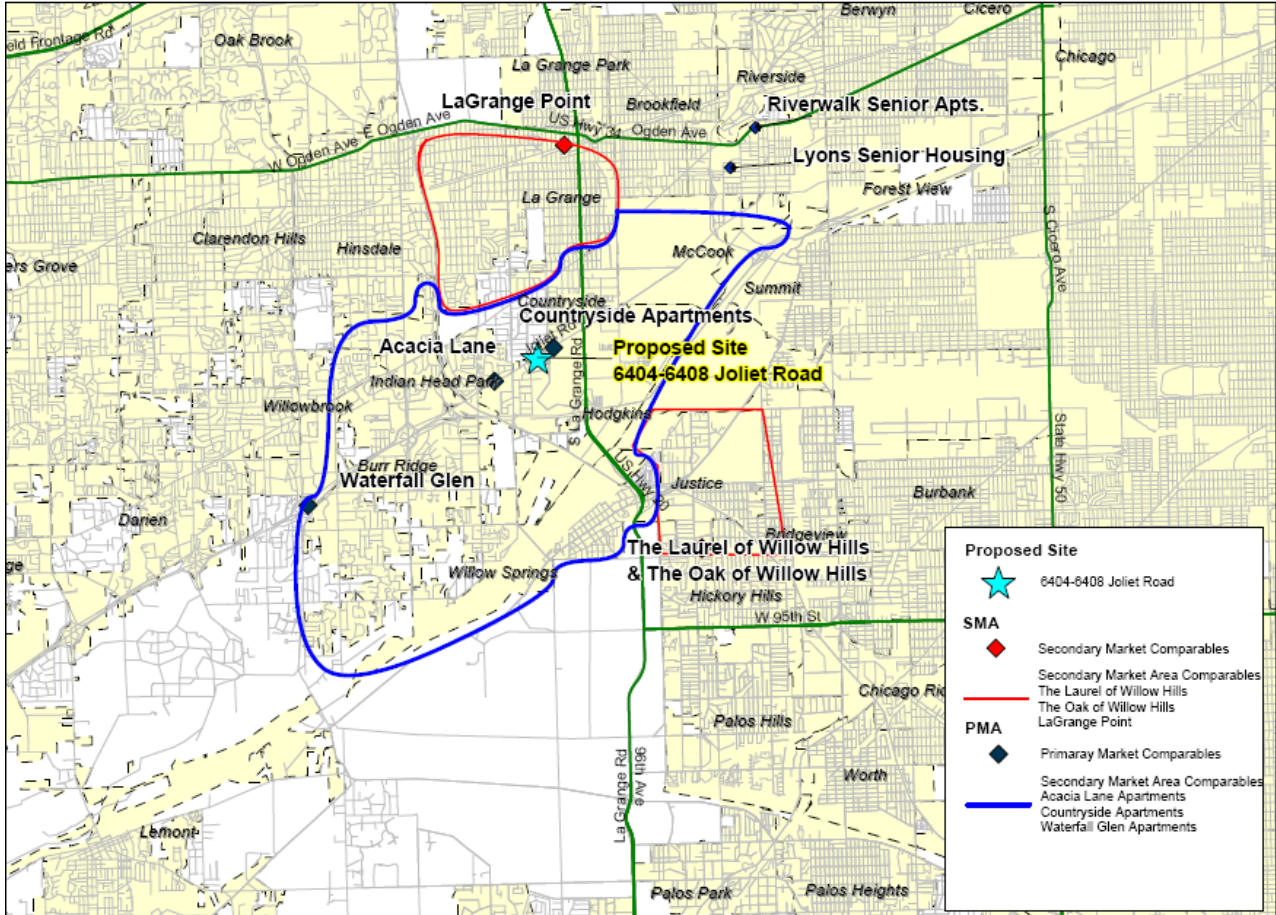 Berwyn
Cicero
Oak Brook
Chicago
La Grange Park
Riverside
Brookfield
LaGrange Point
Riverwalk Senior Apts.
E Ogden Ave
US Hwy 34
Ogden Ave
W Ogden Ave
Lyons Senior Housing
Forest View
La Grange
S Cicero Ave
Clarendon Hills
Hinsdale
McCook
ers Grove
Summit
Countryside
Countryside Apartments
Acacia Lane
Proposed Site
6404-6408 Joliet Road
Indian Head Park
S La Grange Rd
Willowbrook
Hodgkins
State Hwy 50
Burr Ridge
Waterfall Glen
Justice
Burbank
Darien
Bridgeview
The Laurel of Willow Hills
& The Oak of Willow Hills
Willow Springs
Hickory Hills
W 95th St
Chicago Ric
Palos Hills
96th Ave
La Grange Rd
Worth
Lemont
Palos Park
Palos Heights
Proposed Site
6404-6408 Joliet Road
SMA
Secondary Market Comparables
Secondary Market Area Comparables
The Laurel of Willow Hills
The Oak of Willow Hills
LaGrange Point
PMA
Primaray Market Comparables
Secondary Market Area Comparables
Acacia Lane Apartments
Countryside Apartments
Waterfall Glen Apartments